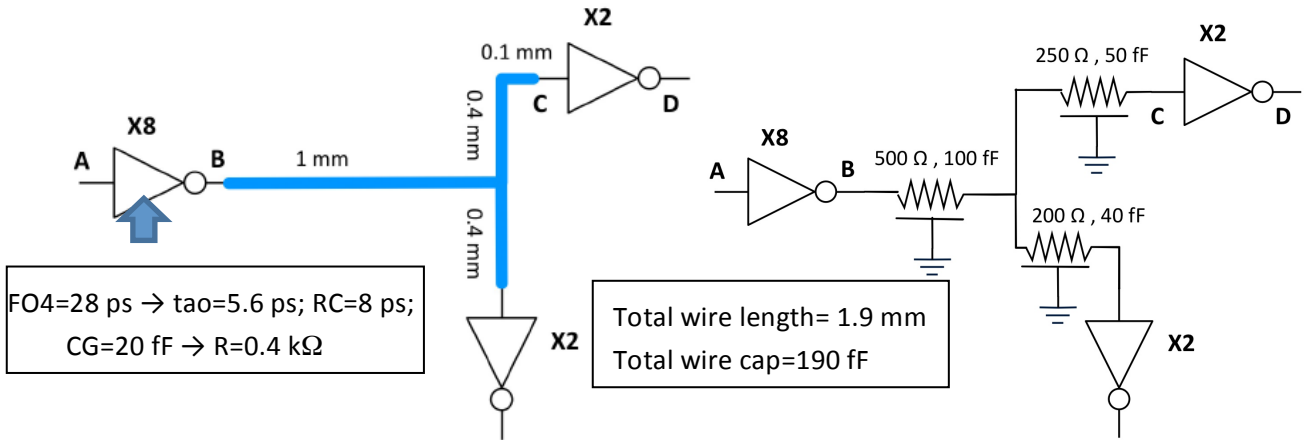 X2
0.1 mm
C
D
0.4 mm
X8
A
B
1 mm
0.4 mm
X2
FO4=28 ps → tao=5.6 ps; RC=8 ps;
CG=20 fF → R=0.4 kΩ
X2
250 Ω , 50 fF
C
D
X8
500 Ω , 100 fF
A
B
200 Ω , 40 fF
X2
Total wire length= 1.9 mm
Total wire cap=190 fF